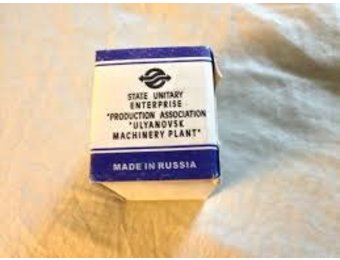 STATE UNITARY
ENTERPRISE
"PRODUCTION ASSOCIATION
"ULYANOVSK
MACHINERY PLANT"
MADE IN RUSSIA